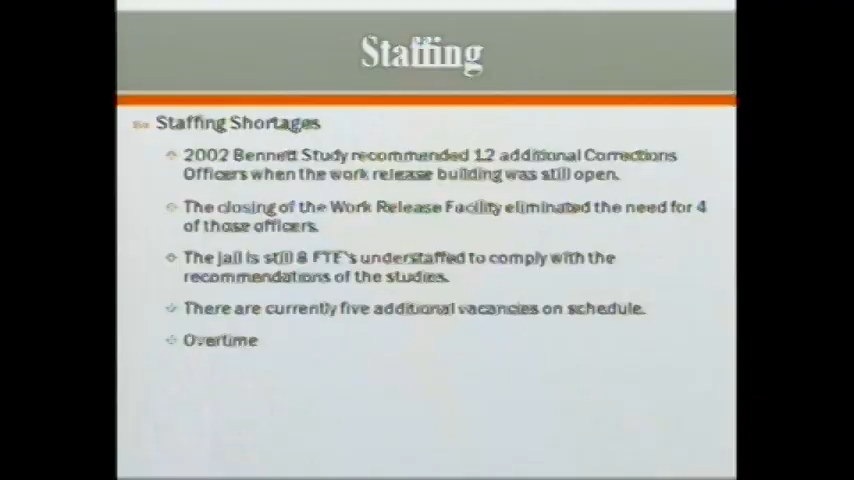 Staffing
Staffing Shortages
2002 Bennett Study recommended 12 additional Corrections
Officers when the work release building was still open.
The closing of the Work Release Facility eliminated the need for 4
of those officers.
The jail is still 8 FTE's understaffed to comply with the
recommendations of the studies.
There are currently five additional vacancies on schedule.
Overtime